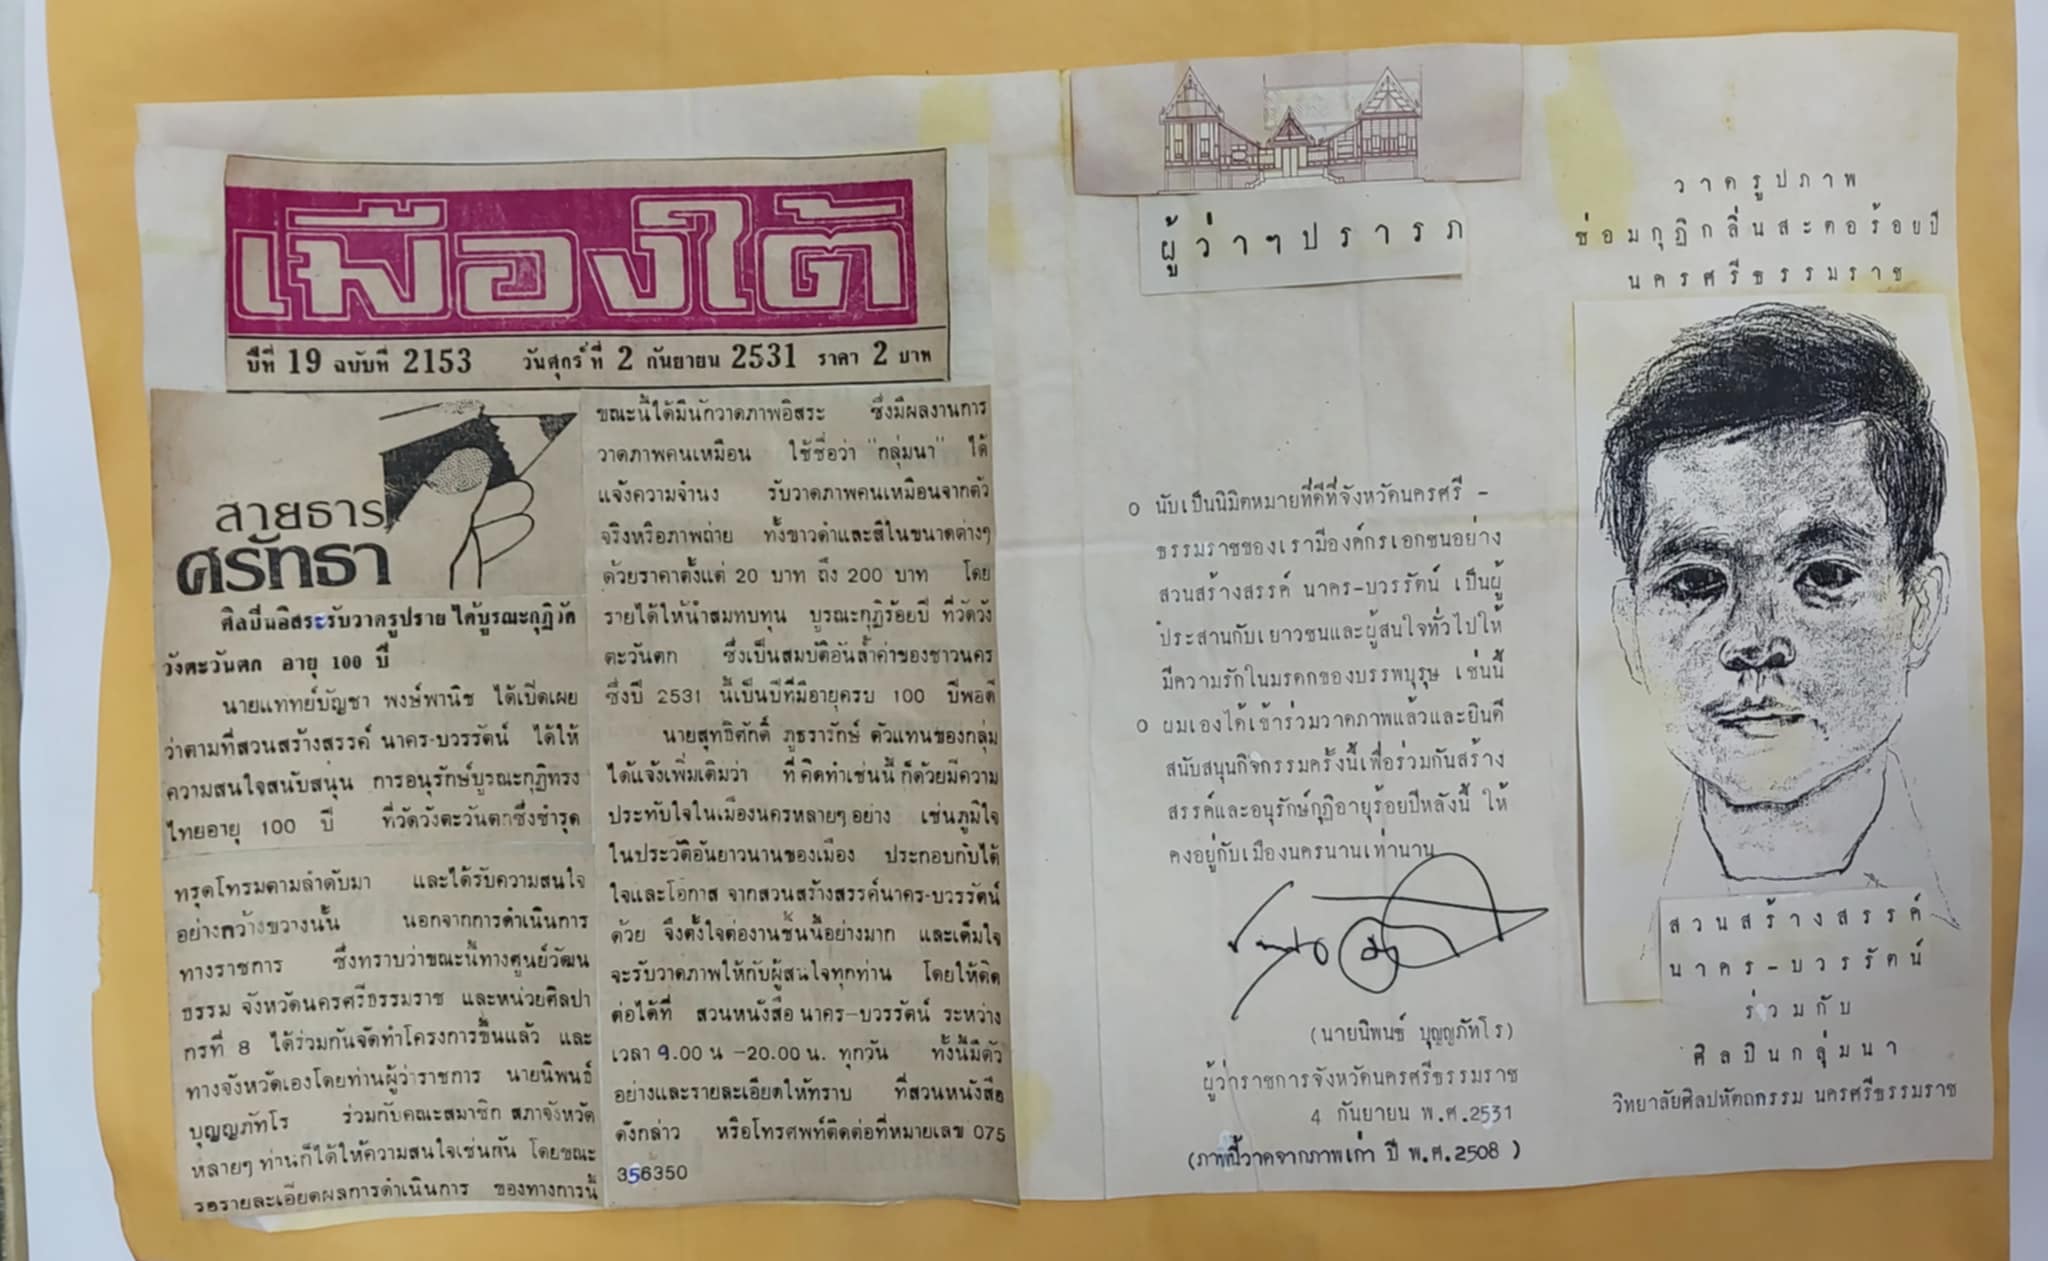 เมืองใต้
ปีที่ 19 ฉบับที่ 2153 วันศุกร์ที่ 2 กันยายน 2531 ราคา 2 บาท
สายธาร
ศรัทธา
ศิลปินอิสระรับวาดรูปราย ได้บูรณะกุฏิวัด
วังตะวันตก อายุ 100 ปี
นายแพทย์บัญชา พงษ์พานิช ได้เปิดเผย
ว่าตามที่สวนสร้างสรรค์ นาคร-บวรรัตน์ ได้ให้
ความสนใจสนับสนุน การอนุรักษ์บูรณะกุฏิทรง
ไทยอายุ 100 ปี ที่วัดวังตะวันตกซึ่งชำรุด
ทรุดโทรมตามลำดับมา และได้รับความสนใจ
อย่างกว้างขวางนั้น นอกจากการดำเนินการ
ทางราชการ ซึ่งทราบว่าขณะนี้ทางศูนย์วัฒน
ธรรม จังหวัดนครศรีธรรมราช และหน่วยศิลปา
กรที่ 8 ได้ร่วมกันจัดทำโครงการขึ้นแล้ว และ
ทางจังหวัดเองโดยท่านผู้ว่าราชการ นายนิพนธ์
บุญญภัทโร ร่วมกับคณะสมาชิก สภาจังหวัด
หลายๆ ท่านก็ได้ให้ความสนใจเช่นกัน โดยขณะ
รอรายละเอียดผลการดำเนินการ ของทางการนี้
ขณะนี้ได้มีนักวาดภาพอิสระ ซึ่งมีผลงานการ
วาดภาพคนเหมือน ใช้ชื่อว่า "กลุ่มนา" ได้
แจ้งความจำนง รับวาดภาพคนเหมือนจากตัว
จริงหรือภาพถ่าย ทั้งขาวดำและสีในขนาดต่างๆ
ด้วยราคาตั้งแต่ 20 บาท ถึง 200 บาท โดย
รายได้ให้นำสมทบทุน บูรณะกุฏิร้อยปี ที่วัดวัง
ตะวันตก ซึ่งเป็นสมบัติอันล้ำค่าของชาวนคร
ซึ่งปี 2531 นี้เป็นปีที่มีอายุครบ 100 ปีพอดี
นายสุทธิศักดิ์ ภูธรารักษ์ ตัวแทนของกลุ่ม
ได้แจ้งเพิ่มเติมว่า ที่คิดทำเช่นนี้ก็ด้วยมีความ
ประทับใจในเมืองนครหลายๆ อย่าง เช่นภูมิใจ
ในประวัติอันยาวนานของเมือง ประกอบกับได้
ใจและโอกาส จากสวนสร้างสรรค์นาคร-บวรรัตน์
ด้วย จึงตั้งใจต่องานชิ้นนี้อย่างมาก และเต็มใจ
จะรับวาดภาพให้กับผู้สนใจทุกท่าน โดยให้ติด
ต่อได้ที่ สวนหนังสือ นาคร-บวรรัตน์ ระหว่าง
เวลา 9.00 น -20.00 น. ทุกวัน ทั้งนี้มีตัว
อย่างและรายละเอียดให้ทราบ ที่สวนหนังสือ
ดังกล่าว หรือโทรศัพท์ติดต่อที่หมายเลข 075
356350
ผู้ว่าฯปรารภ
o นับเป็นนิมิตหมายที่ดีที่จังหวัดนครศรี -
ธรรมราชของเรามีองค์กรเอกชนอย่าง
สวนสร้างสรรค์ นาคร-บวรรัตน์ เป็นผู้
ประสานกับเยาวชนและผู้สนใจทั่วไปให้
มีความรักในมรดกของบรรพบุรุษ เช่นนี้
o ผมเองได้เข้าร่วมวาดภาพแล้วและยินดี
สนับสนุนกิจกรรมครั้งนี้เพื่อร่วมกันสร้าง
สรรค์และอนุรักษ์กุฏิอายุร้อยปีหลังนี้ ให้
คงอยู่กับเมืองนครนานเท่านาน
(นายนิพนธ์ บุญญภัทโร)
ผู้ว่าราชการจังหวัดนครศรีธรรมราช
4 กันยายน พ.ศ.2531
(ภาพนี้วาดจากภาพเก่า ปี พ.ศ.2508 )
วาดรูปภาพ
ซ่อมกุฏิกลิ่นสะตอร้อยปี
นครศรีธรรมราช
สวนสร้างสรรค์
นาคร-บวรรัตน์
ร่วมกับ
ศิลปินกลุ่มนา
วิทยาลัยศิลปหัตถกรรม นครศรีธรรมราช